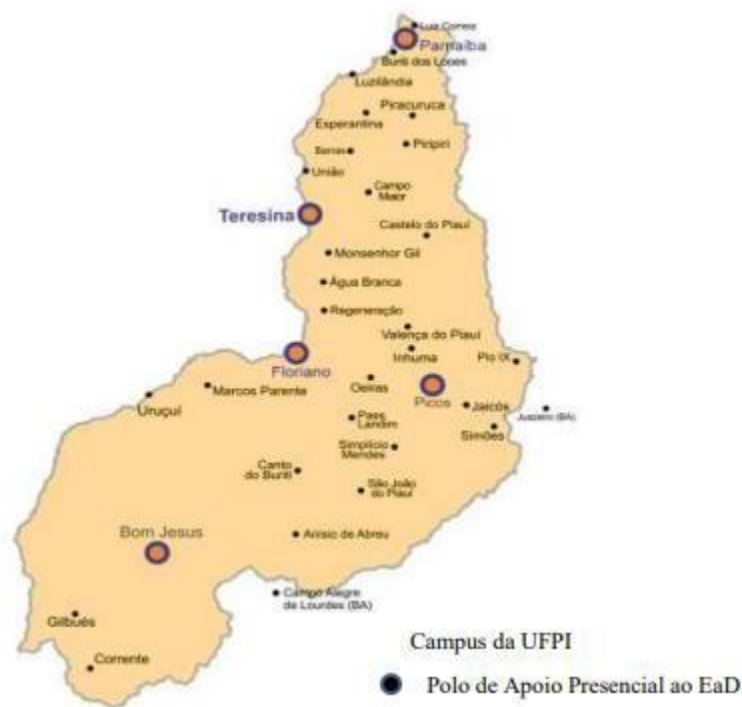 Luís Correia
Parnaíba
Buriti dos Lopes
Luzilândia
Piracuruca
Esperantina
Barras
Piripiri
União
Campo
Maior
Teresina
Castelo do Piauí
Monsenhor Gil
Água Branca
Regeneração
Valença do Piauí
Inhuma
Pio IX
Floriano
Oeiras
Picos
Marcos Parente
Uruçuí
Jaicós
Juazeiro (BA)
Paes
Landim
Simões
Simplício
Mendes
Canto
do Buriti
São João
do Piauí
Anísio de Abreu
Bom Jesus
Campo Alegre
de Lourdes (BA)
Gilbués
Corrente
Campus da UFPI
Polo de Apoio Presencial ao EaD